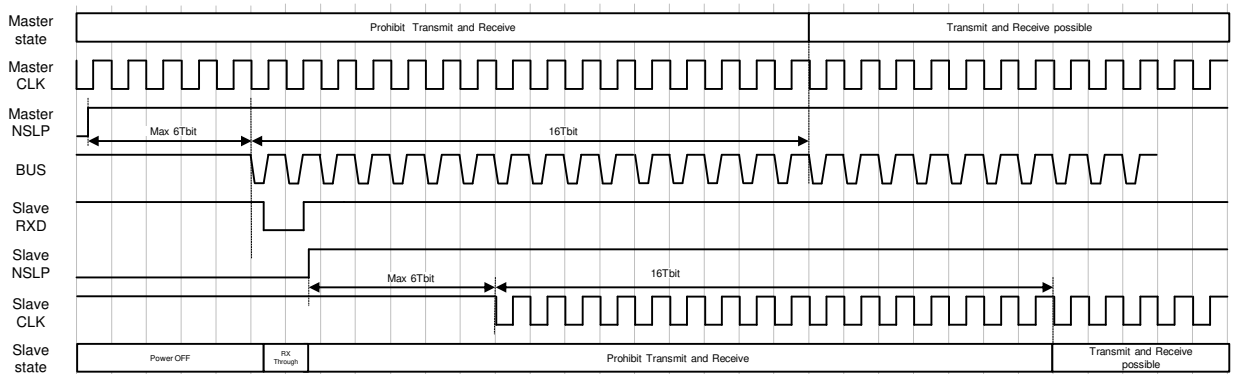 Master
state
Prohibit Transmit and Receive
Transmit and Receive possible
Master
CLK
Master
NSLP
Max 6Tbit
16Tbit
BUS
Slave
RXD
Slave
NSLP
Max 6Tbit
16Tbit
Slave
CLK
Slave
state
Power OFF
RX
Through
Prohibit Transmit and Receive
Transmit and Receive
possible